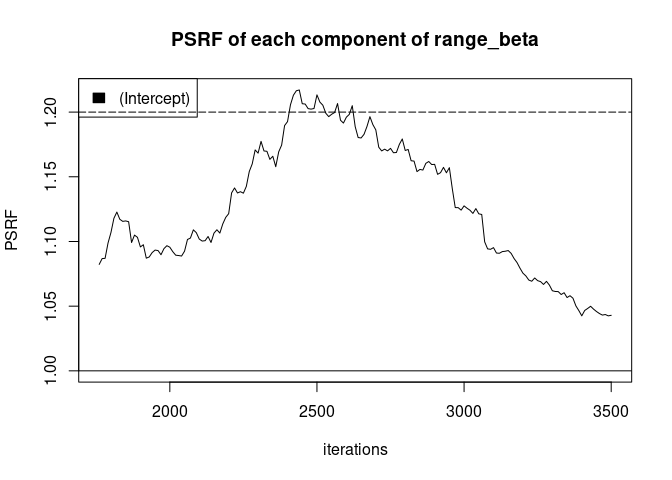 PSRF of each component of range_beta
(Intercept)
PSRF
1.20
1.15
1.10
1.05
1.00
2000 2500 3000 3500
iterations